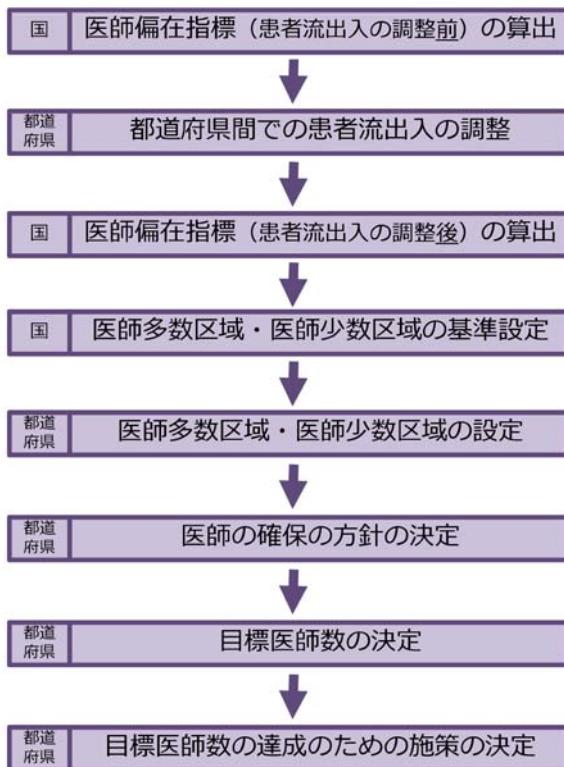 国 医師偏在指標（患者流出入の調整前）の算出
都道府県 都道府県間での患者流出入の調整
国 医師偏在指標（患者流出入の調整後）の算出
国 医師多数区域・医師少数区域の基準設定
都道府県 医師多数区域・医師少数区域の設定
都道府県 医師の確保の方針の決定
都道府県 目標医師数の決定
都道府県 目標医師数の達成のための施策の決定